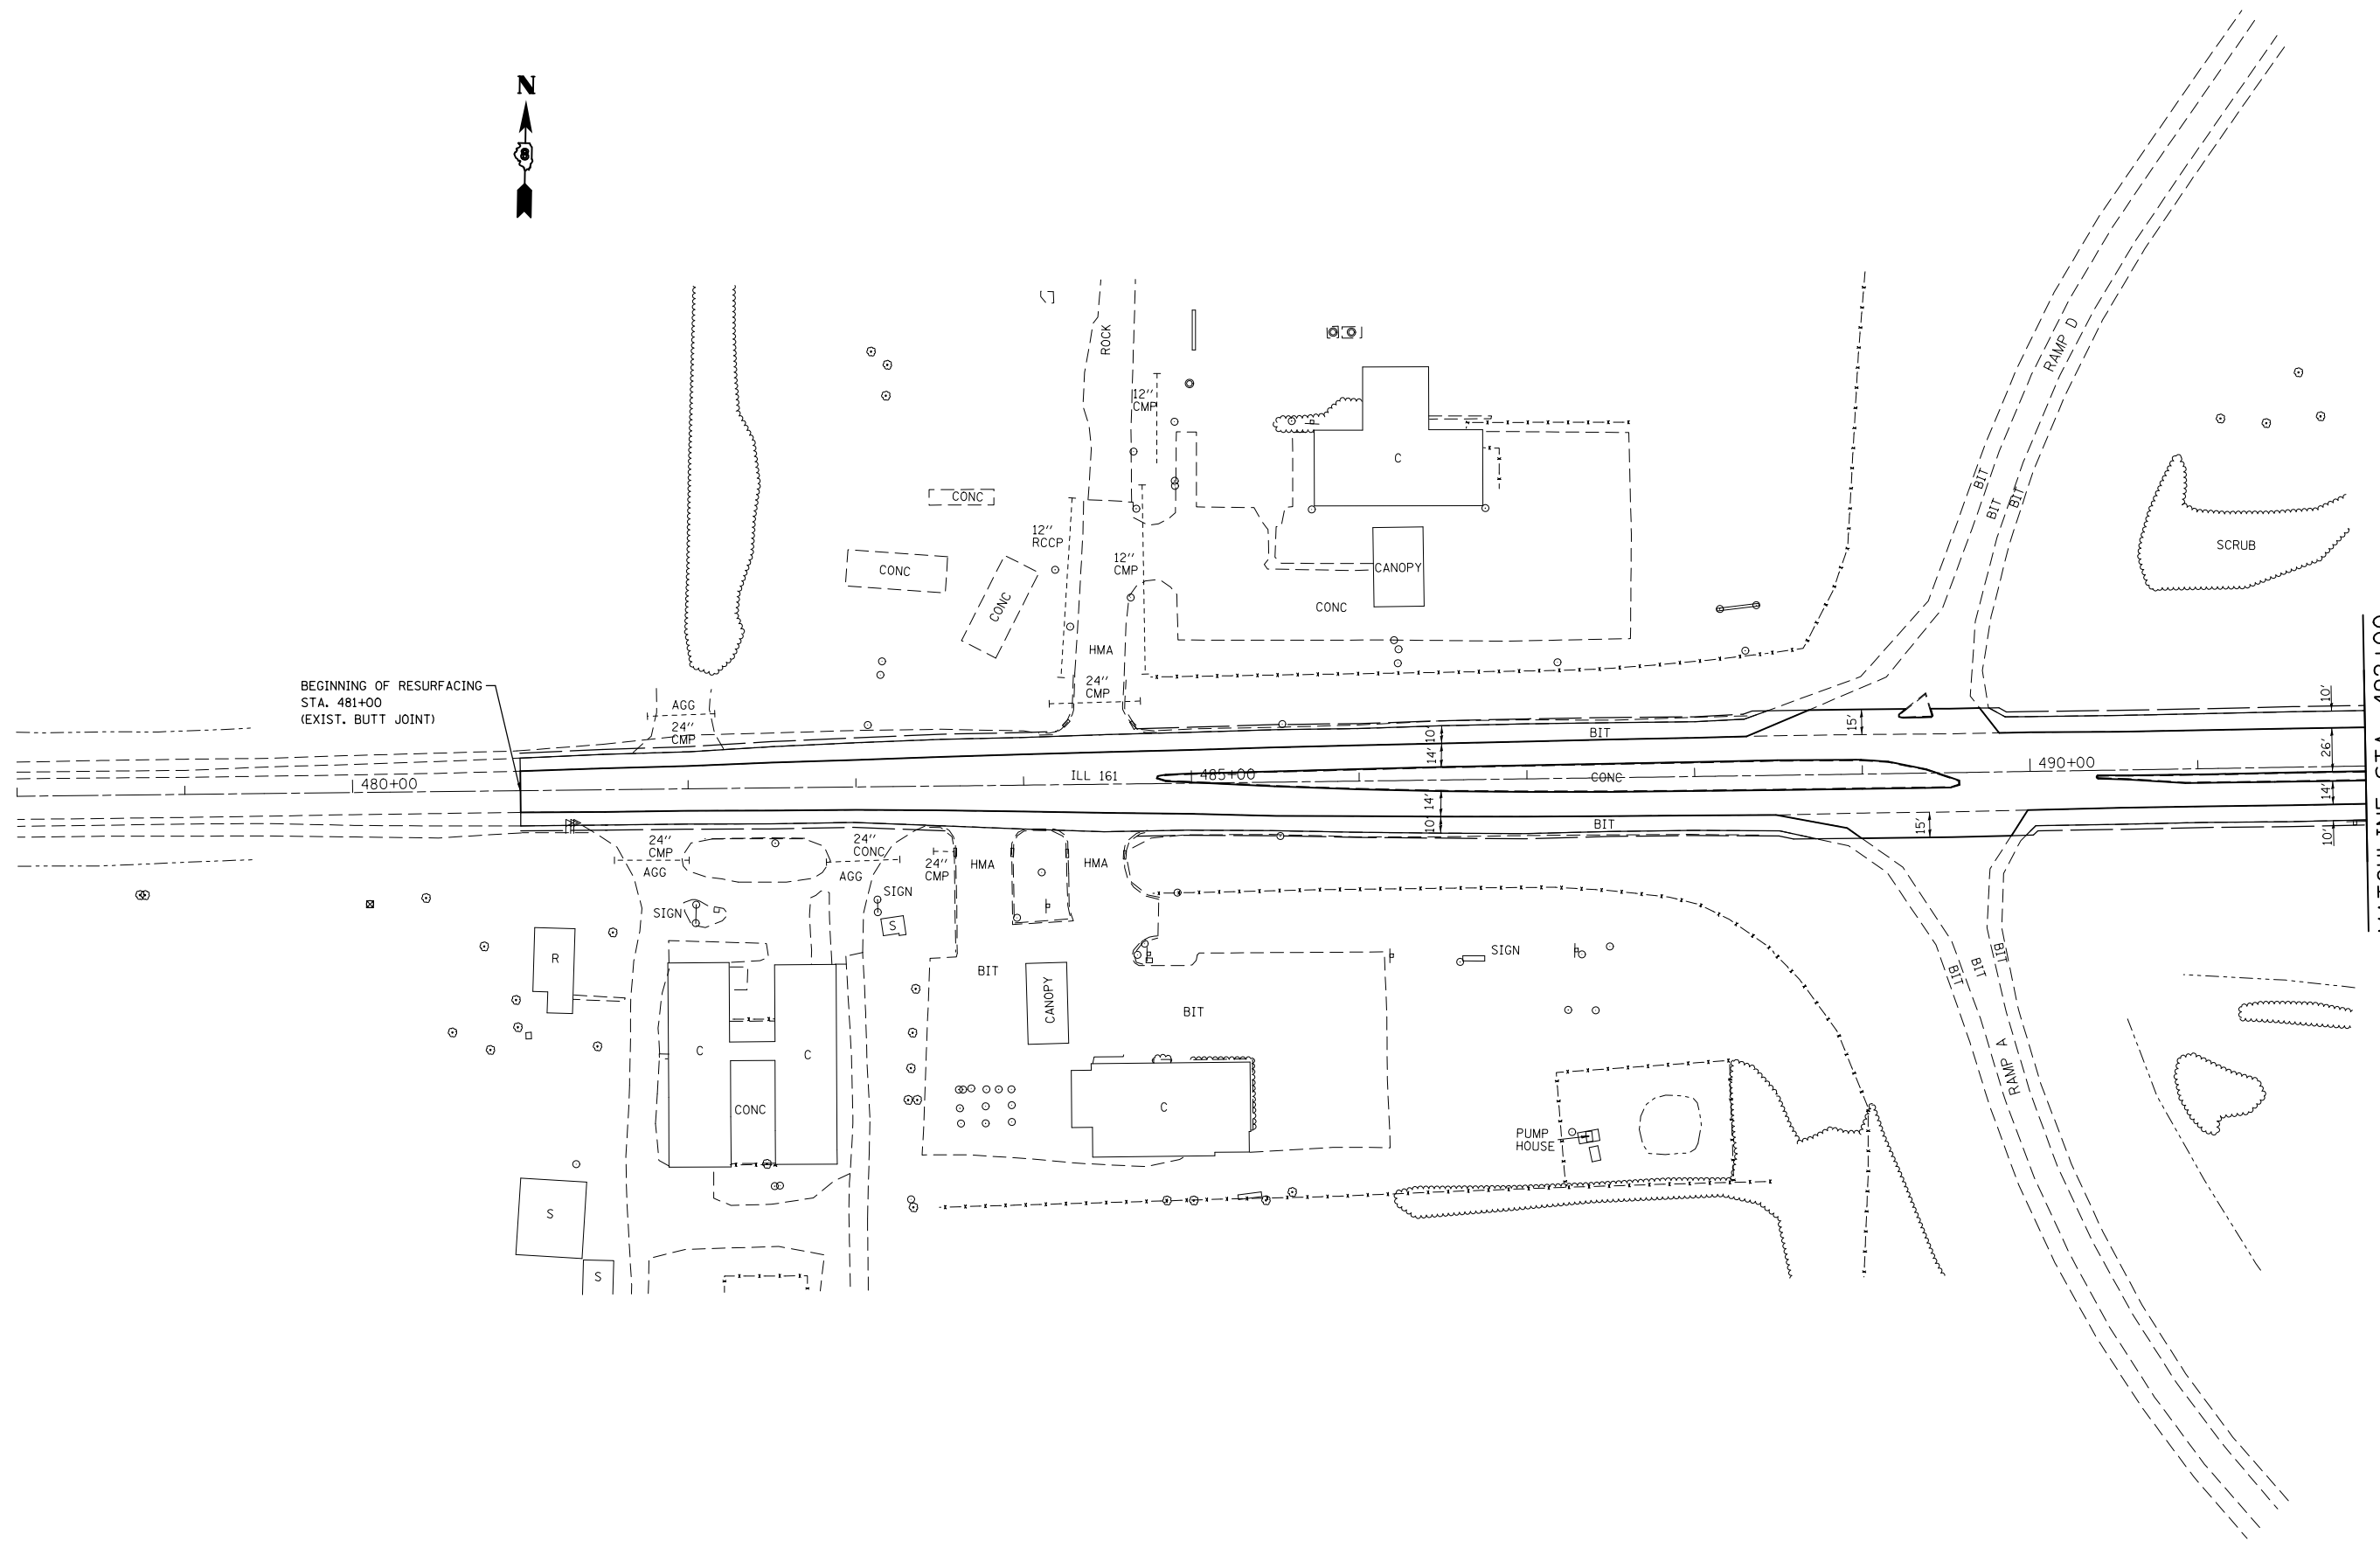 N
8
RAMP D
ROCK
12''
CMP
C
BIT
BIT
BIT
CONC
12''
RCCP
12''
CMP
CONC
CONC
CANOPY
CONC
SCRUB
HMA
24''
CMP
BEGINNING OF RESURFACING
STA. 481+00
(EXIST. BUTT JOINT)
AGG
24''
CMP
10'
14'
BIT
15'
10'
26'
480+00
ILL 161
485+00
CONC
490+00
14'
10'
BIT
15'
14'
10'
24''
CMP
AGG
24''
CONC
AGG
24''
CMP
HMA
HMA
SIGN
SIGN
S
R
BIT
CANOPY
BIT
SIGN
BIT
BIT
BIT
C
C
CONC
C
RAMP A
PUMP
HOUSE
S
S